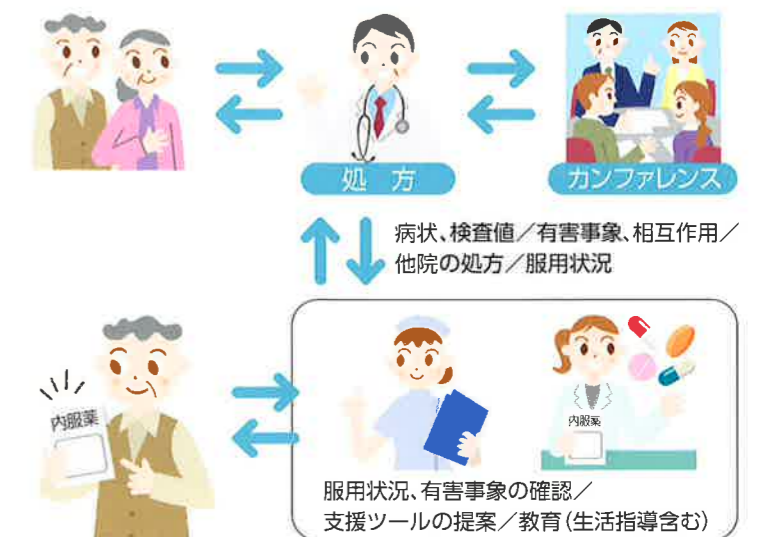 処方
カンファレンス
病状、検査値／有害事象、相互作用／
他院の処方／服用状況
内服薬
内服薬
服用状況、有害事象の確認／
支援ツールの提案／教育(生活指導含む)